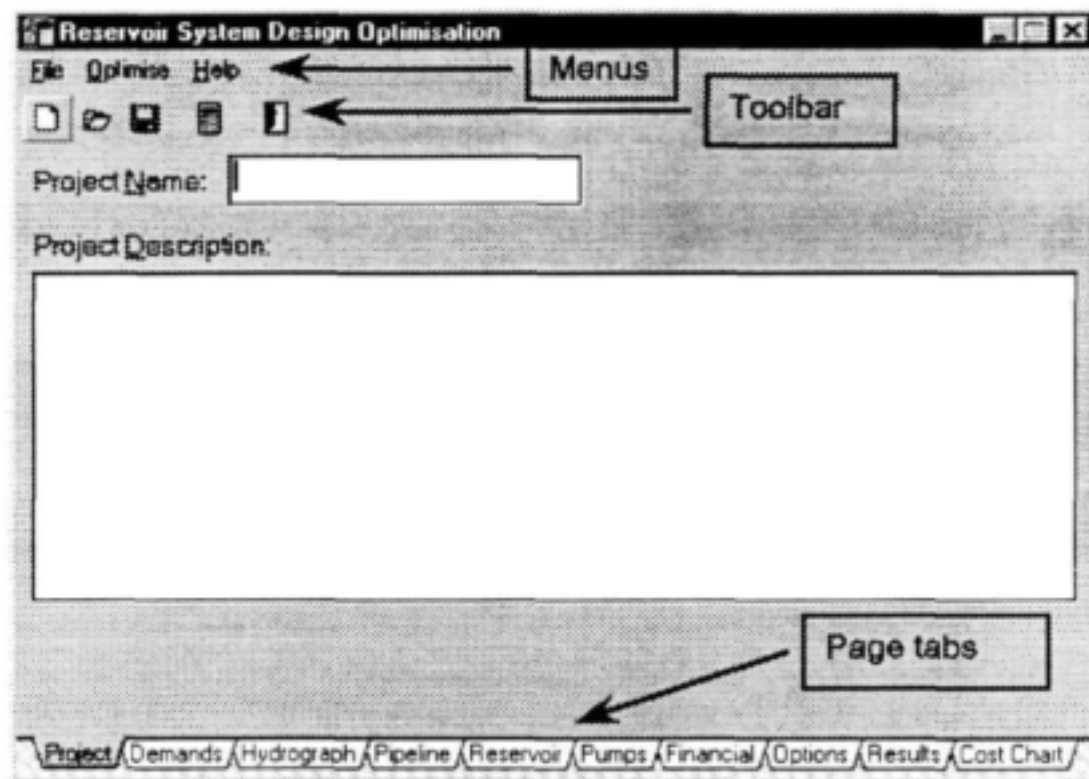 Reservoir System Design Optimisation
File Optimise Help
Menus
Toolbar
Project Name:
Project Description:
Page tabs
Project Demands Hydrograph Pipeline Reservoir Pumps Financial Options Results Cost Chart